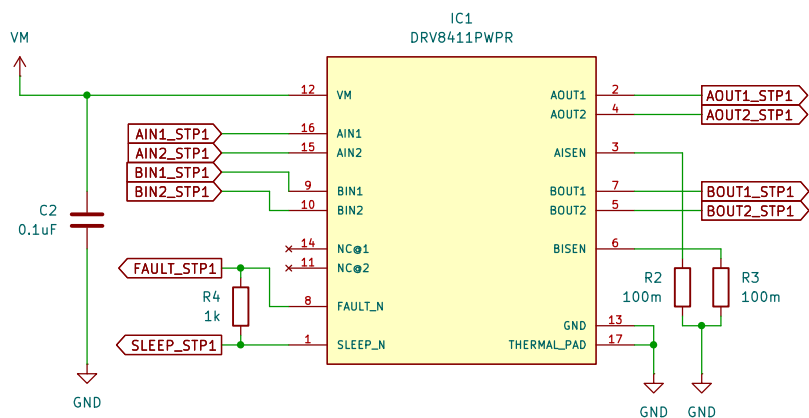 IC1
DRV8411PWPR
VM
12 VM AOUT1 2 AOUT1_STP1
AOUT2 4 AOUT2_STP1
AIN1_STP1 16 AIN1
AIN2_STP1 15 AIN2 AISEN 3
BIN1_STP1 9 BIN1 BOUT1 7 BOUT1_STP1
BIN2_STP1 10 BIN2 BOUT2 5 BOUT2_STP1
C2
0.1uF
14 NC@1 BISEN 6
FAULT_STP1 11 NC@2
R2
100m
R3
100m
R4
1k
8 FAULT_N
GND 13
SLEEP_STP1 1 SLEEP_N THERMAL_PAD 17
GND
GND
GND